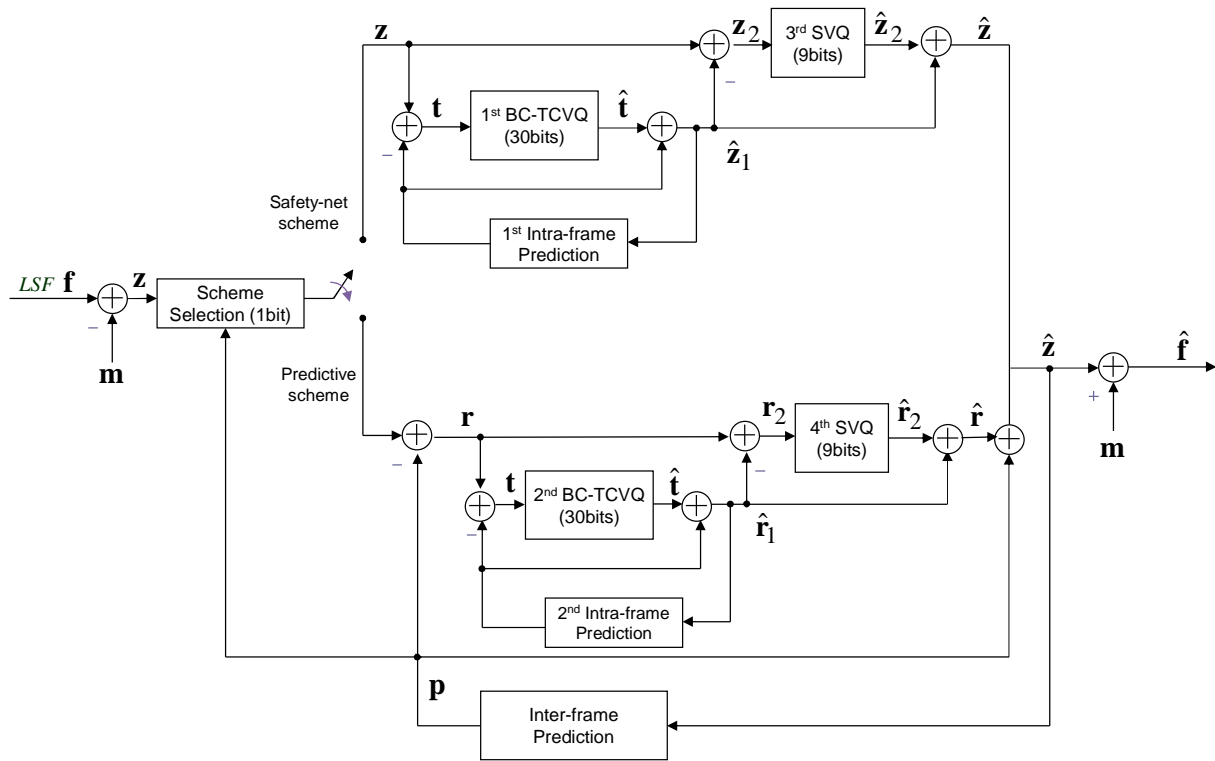 z
z₂
3rd SVQ
(9bits)
ẑ₂
ẑ
t
1st BC-TCVQ
(30bits)
t̂
ẑ₁
Safety-net
scheme
1st Intra-frame
Prediction
LSF f
z
Scheme
Selection (1bit)
m
Predictive
scheme
ẑ
f̂
m
r
r₂
4th SVQ
(9bits)
r̂₂
r̂
t
2nd BC-TCVQ
(30bits)
t̂
r̂₁
2nd Intra-frame
Prediction
p
Inter-frame
Prediction